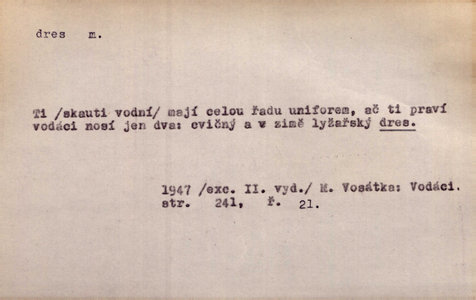 dres m.
Ti /skauti vodní/ mají celou řadu uniforem, ač ti praví
vodáci nosí jen dva: cvičný a v zimě lyžařský dres.
1947 /exc. II. vyd./ M. Vosátka: Vodáci.
str. 241, ř. 21.